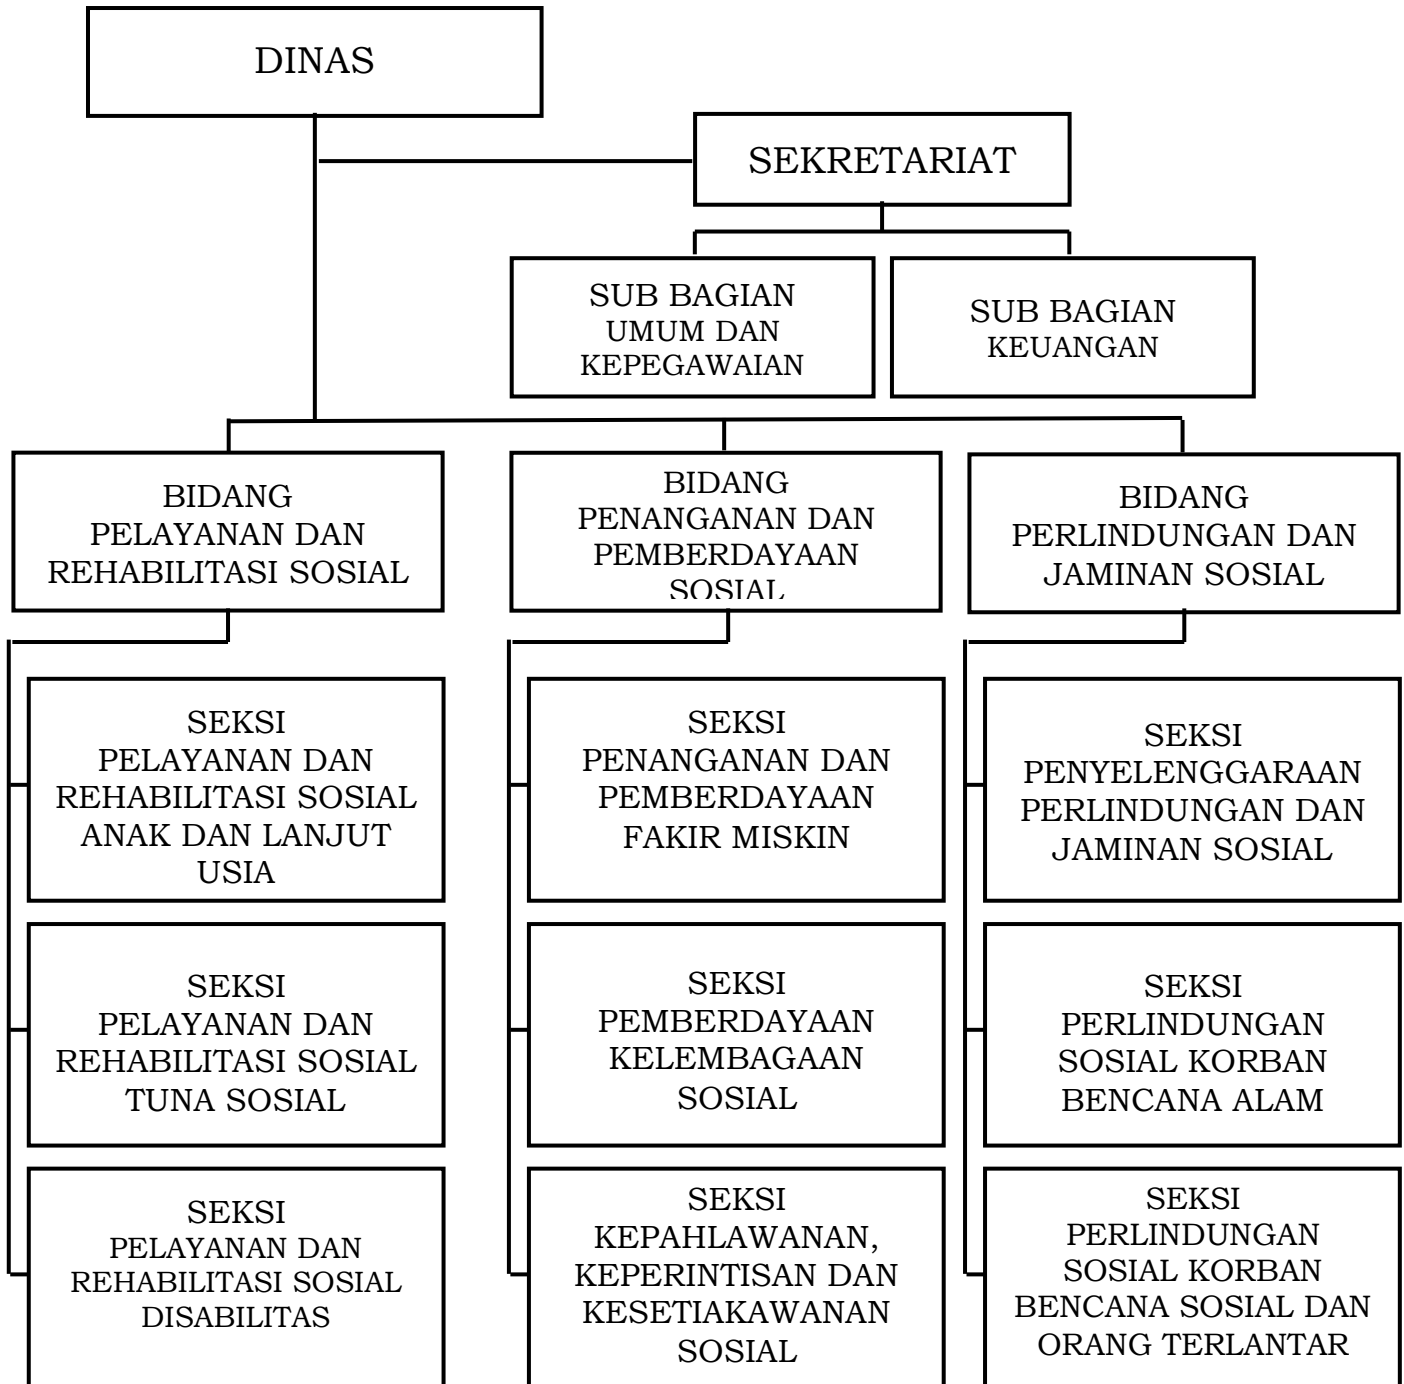 DINAS
SEKRETARIAT
SUB BAGIAN
UMUM DAN
KEPEGAWAIAN
SUB BAGIAN
KEUANGAN
BIDANG
PELAYANAN DAN
REHABILITASI SOSIAL
BIDANG
PENANGANAN DAN
PEMBERDAYAAN
SOSIAL
BIDANG
PERLINDUNGAN DAN
JAMINAN SOSIAL
SEKSI
PELAYANAN DAN
REHABILITASI SOSIAL
ANAK DAN LANJUT
USIA
SEKSI
PENANGANAN DAN
PEMBERDAYAAN
FAKIR MISKIN
SEKSI
PENYELENGGARAAN
PERLINDUNGAN DAN
JAMINAN SOSIAL
SEKSI
PELAYANAN DAN
REHABILITASI SOSIAL
TUNA SOSIAL
SEKSI
PEMBERDAYAAN
KELEMBAGAAN
SOSIAL
SEKSI
PERLINDUNGAN
SOSIAL KORBAN
BENCANA ALAM
SEKSI
PELAYANAN DAN
REHABILITASI SOSIAL
DISABILITAS
SEKSI
KEPAHLAWANAN,
KEPERINTISAN DAN
KESETIAKAWANAN
SOSIAL
SEKSI
PERLINDUNGAN
SOSIAL KORBAN
BENCANA SOSIAL DAN
ORANG TERLANTAR